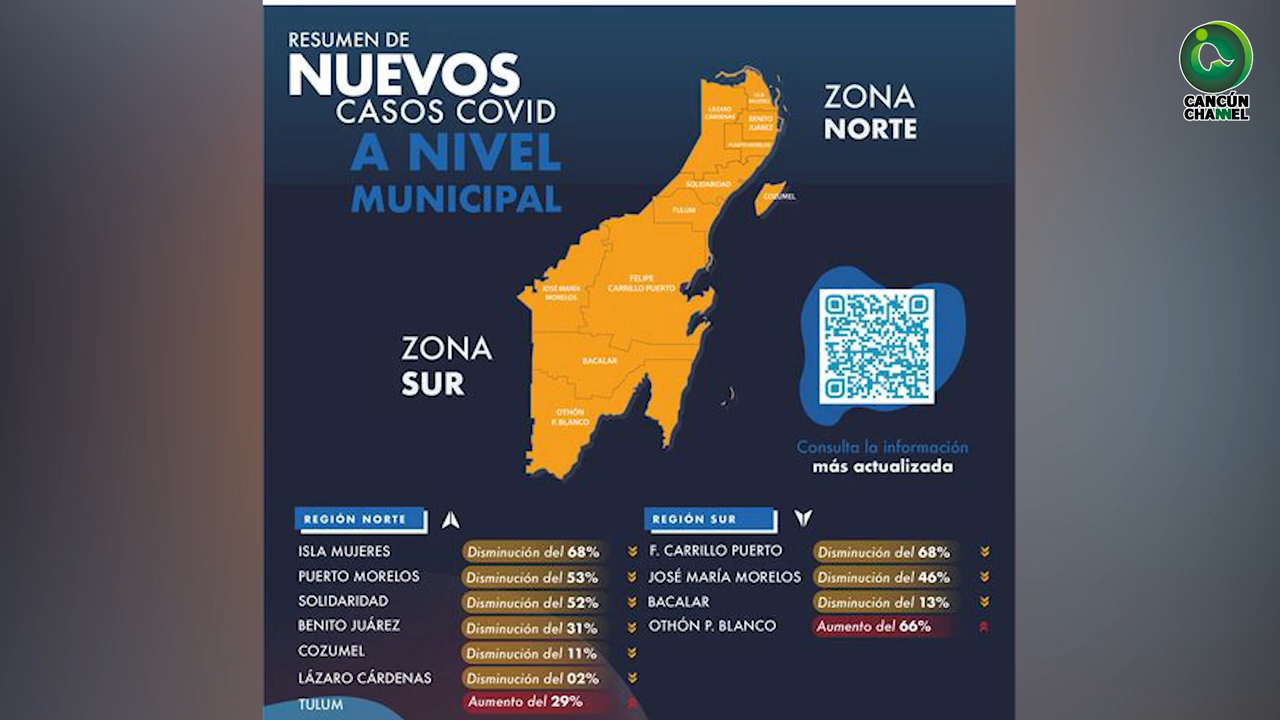 RESUMEN DE
NUEVOS
CASOS COVID
A NIVEL
MUNICIPAL
ZONA
NORTE
CANCÚN
CHANNEL
LÁZARO
CÁRDENAS
ISLA
MUJERES
BENITO
JUÁREZ
PUERTO MORELOS
SOLIDARIDAD
COZUMEL
TULUM
FELIPE
CARRILLO PUERTO
JOSÉ MARÍA
MORELOS
BACALAR
OTHÓN
P. BLANCO
ZONA
SUR
Consulta la información
más actualizada
REGIÓN NORTE
ISLA MUJERES Disminución del 68%
PUERTO MORELOS Disminución del 53%
SOLIDARIDAD Disminución del 52%
BENITO JUÁREZ Disminución del 31%
COZUMEL Disminución del 11%
LÁZARO CÁRDENAS Disminución del 02%
TULUM Aumento del 29%
REGIÓN SUR
F. CARRILLO PUERTO Disminución del 68%
JOSÉ MARÍA MORELOS Disminución del 46%
BACALAR Disminución del 13%
OTHÓN P. BLANCO Aumento del 66%